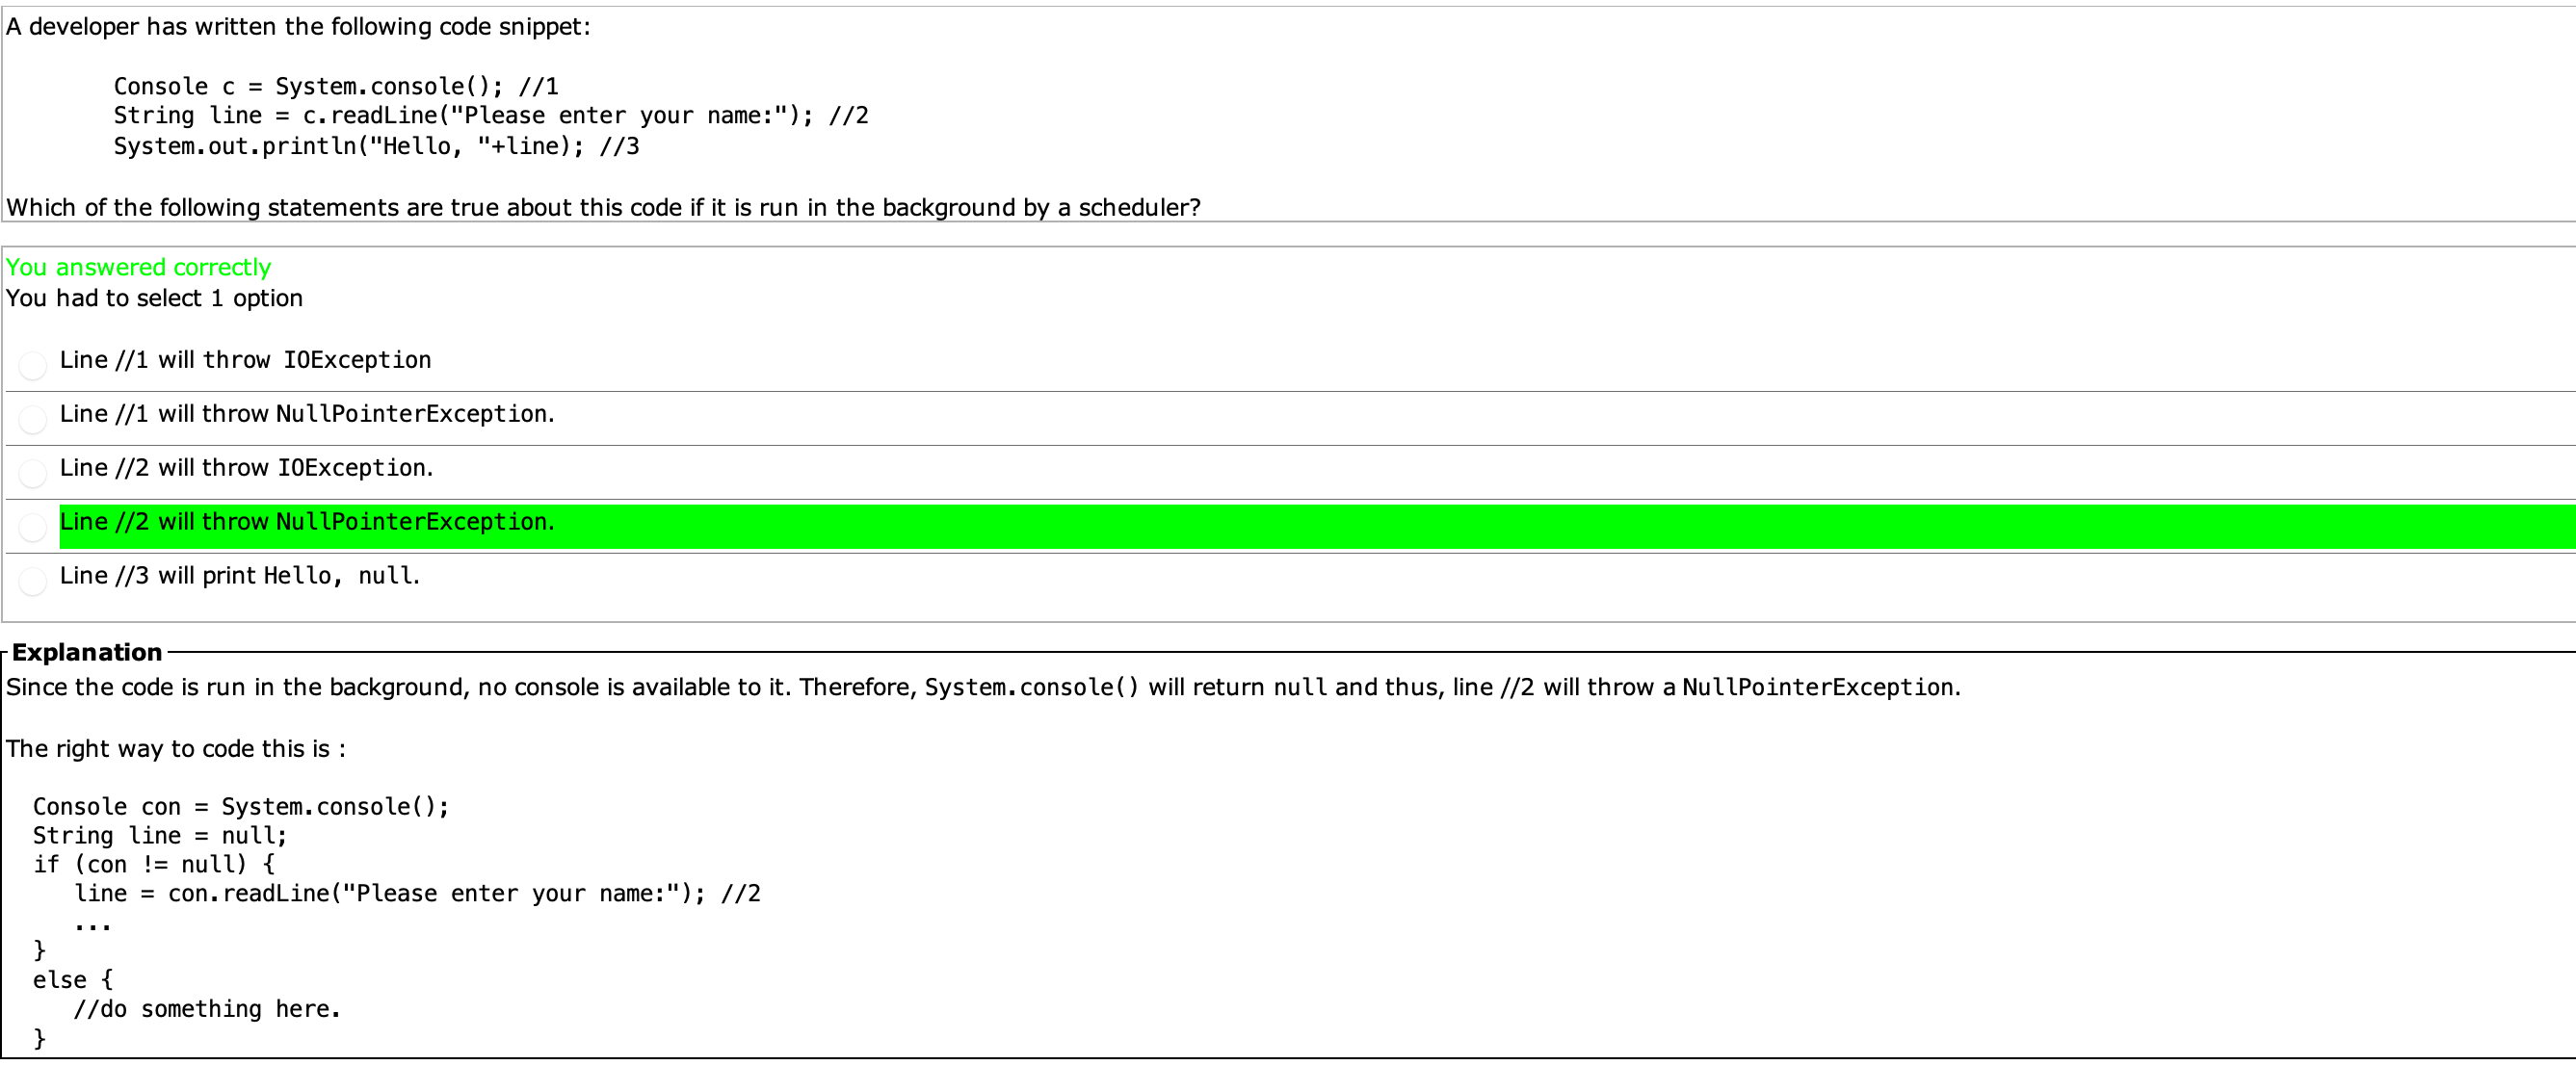 A developer has written the following code snippet:
Console c = System.console(); //1
String line = c.readLine("Please enter your name:"); //2
System.out.println("Hello, "+line); //3
Which of the following statements are true about this code if it is run in the background by a scheduler?
You answered correctly
You had to select 1 option
Line //1 will throw IOException
Line //1 will throw NullPointerException.
Line //2 will throw IOException.
Line //2 will throw NullPointerException.
Line //3 will print Hello, null.
Explanation
Since the code is run in the background, no console is available to it. Therefore, System.console() will return null and thus, line //2 will throw a NullPointerException.
The right way to code this is :
Console con = System.console();
String line = null;
if (con != null) {
line = con.readLine("Please enter your name:"); //2
...
}
else {
//do something here.
}